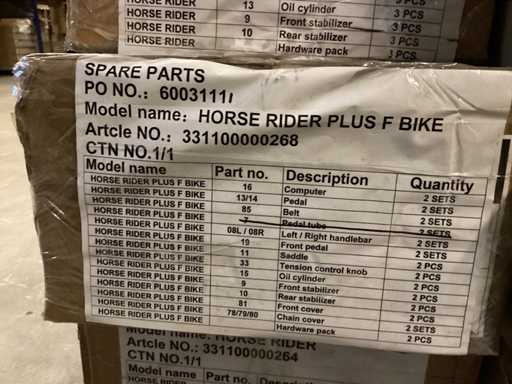 HORSE RIDER 13 Oil cylinder 3 PCS
HORSE RIDER 9 Front stabilizer 3 PCS
HORSE RIDER 10 Rear stabilizer 3 PCS
Hardware pack
SPARE PARTS
PO NO.: 6003111
Model name: HORSE RIDER PLUS F BIKE
Artcle NO.: 331100000268
CTN NO.1/1
Model name Part no. Description Quantity
HORSE RIDER PLUS F BIKE 16 Computer 2 SETS
HORSE RIDER PLUS F BIKE 13/14 Pedal 2 SETS
HORSE RIDER PLUS F BIKE 85 Belt 2 SETS
HORSE RIDER PLUS F BIKE 7 Pedal tube 2 SETS
HORSE RIDER PLUS F BIKE 08L / 08R Left / Right handlebar 2 SETS
HORSE RIDER PLUS F BIKE 19 Front pedal 2 PCS
HORSE RIDER PLUS F BIKE 11 Saddle 2 PCS
HORSE RIDER PLUS F BIKE 33 Tension control knob 2 PCS
HORSE RIDER PLUS F BIKE 15 Oil cylinder 2 PCS
HORSE RIDER PLUS F BIKE 9 Front stabilizer 2 PCS
HORSE RIDER PLUS F BIKE 10 Rear stabilizer 2 PCS
HORSE RIDER PLUS F BIKE 81 Front cover 2 PCS
HORSE RIDER PLUS F BIKE 78/79/80 Chain cover 2 SETS
Hardware pack 2 PCS
Model name: HORSE RIDER
Artcle NO.: 331100000264
CTN NO.1/1
Model name Part no. Description Quantity
HORSE RIDER 16